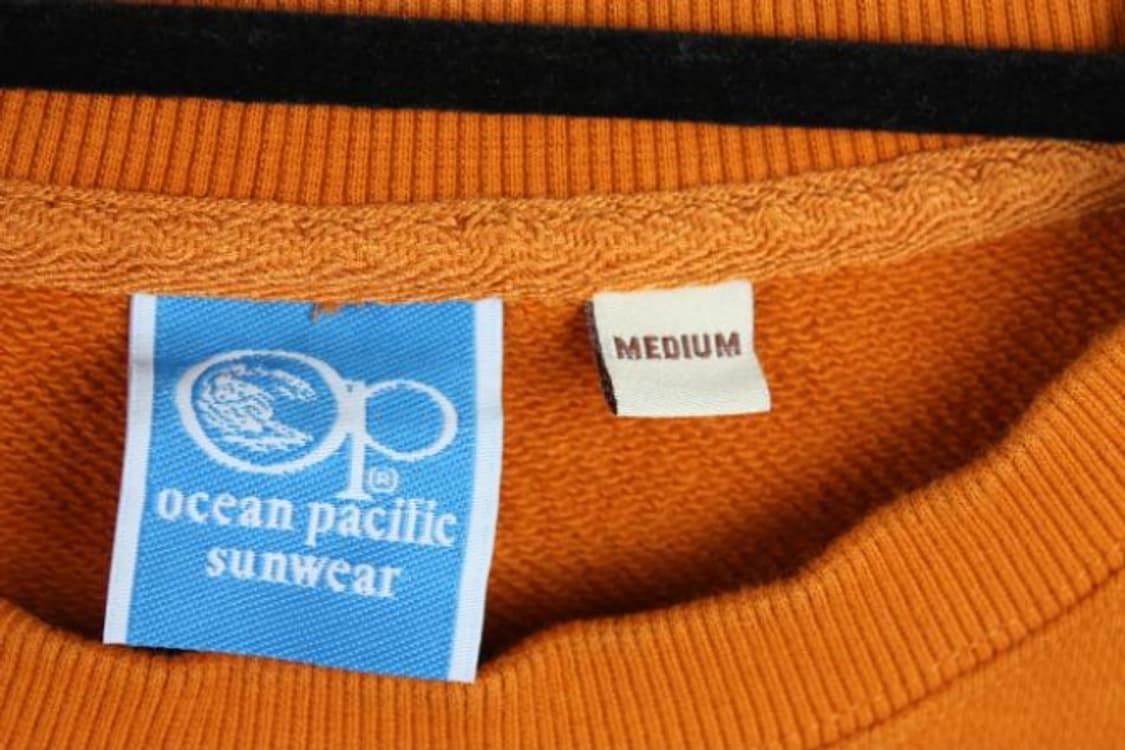 op®
ocean pacific
sunwear
MEDIUM